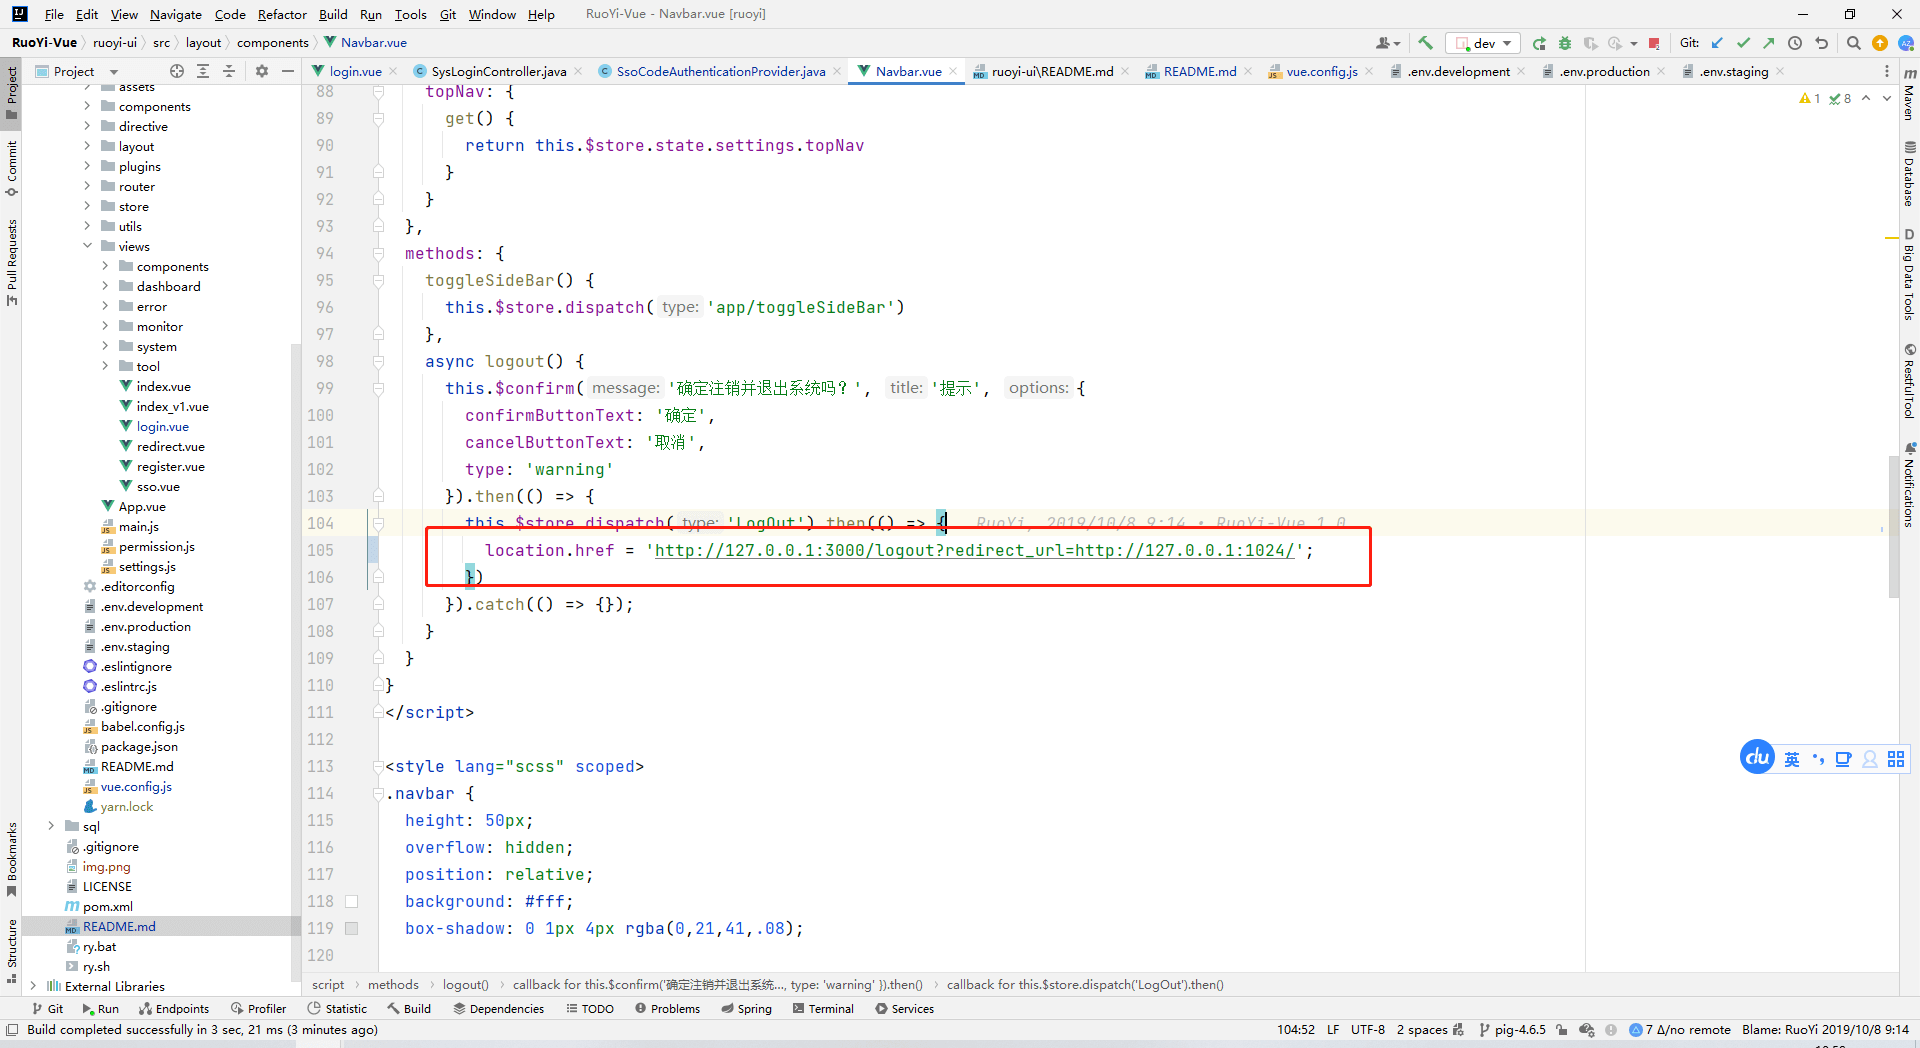 File Edit View Navigate Code Refactor Build Run Tools Git Window Help RuoYi-Vue - Navbar.vue [ruoyi]
RuoYi-Vue ruoyi-ui src layout components Navbar.vue dev Git:
Project login.vue SysLoginController.java SsoCodeAuthenticationProvider.java Navbar.vue ruoyi-ui\README.md README.md vue.config.js .env.development .env.production .env.staging
Project
Commit
Pull Requests
Bookmarks
Structure
assets
components
directive
layout
plugins
router
store
utils
views
components
dashboard
error
monitor
system
tool
index.vue
index_v1.vue
login.vue
redirect.vue
register.vue
sso.vue
App.vue
main.js
permission.js
settings.js
.editorconfig
.env.development
.env.production
.env.staging
.eslintignore
.eslintrc.js
.gitignore
babel.config.js
package.json
README.md
vue.config.js
yarn.lock
sql
.gitignore
img.png
LICENSE
pom.xml
README.md
ry.bat
ry.sh
External Libraries
1 8
88 topNav: {
89 get() {
90 return this.$store.state.settings.topNav
91 }
92 }
93 },
94 methods: {
95 toggleSideBar() {
96 this.$store.dispatch( type: 'app/toggleSideBar')
97 },
98 async logout() {
99 this.$confirm( message: '确定注销并退出系统吗？', title: '提示', options: {
100 confirmButtonText: '确定',
101 cancelButtonText: '取消',
102 type: 'warning'
103 }).then(() => {
104 this.$store.dispatch( type: 'LogOut').then(() => { RuoYi, 2019/10/8 9:14 • RuoYi-Vue 1.0
105 location.href = 'http://127.0.0.1:3000/logout?redirect_url=http://127.0.0.1:1024/';
106 })
107 }).catch(() => {});
108 }
109 }
110 }
111 </script>
112
113 <style lang="scss" scoped>
114 .navbar {
115 height: 50px;
116 overflow: hidden;
117 position: relative;
118 background: #fff;
119 box-shadow: 0 1px 4px rgba(0,21,41,.08);
120
Maven
Database
Big Data Tools
RestfulTool
Notifications
du 英
script methods logout() callback for this.$confirm('确定注销并退出系统..., type: 'warning' }).then() callback for this.$store.dispatch('LogOut').then()
Git Run Endpoints Profiler Statistic Build Dependencies TODO Problems Spring Terminal Services
Build completed successfully in 3 sec, 21 ms (3 minutes ago) 104:52 LF UTF-8 2 spaces pig-4.6.5 7 Δ/no remote Blame: RuoYi 2019/10/8 9:14